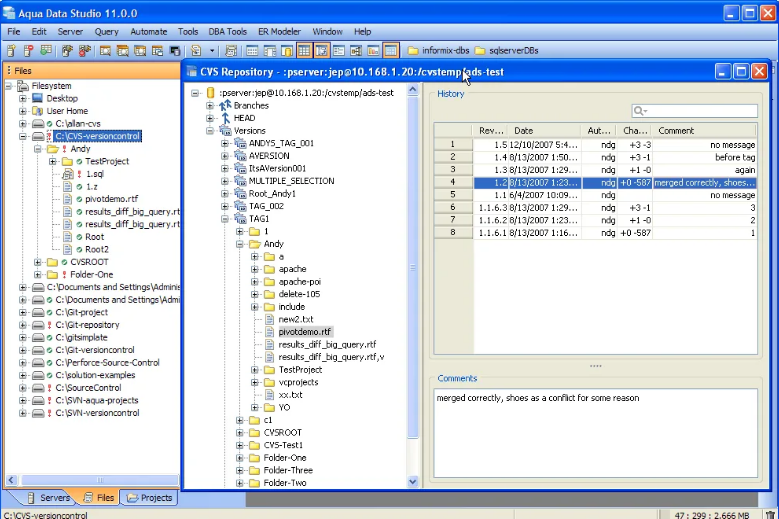 Aqua Data Studio 11.0.0
File Edit Server Query Automate Tools DBA Tools ER Modeler Window Help
informix-dbs sqlserverDBs
Files
Filesystem
Desktop
User Home
C:\allan-cvs
C:\CVS-versioncontrol
Andy
TestProject
1.sql
1.z
pivotdemo.rtf
results_diff_big_query.rt
results_diff_big_query.rt
Root
Root2
CVSROOT
Folder-One
C:\Documents and Settings\Adminis
C:\Documents and Settings\Admi
C:\Git-project
C:\Git-repository
C:\gitsimplate
C:\Git-versioncontrol
C:\Perforce-Source-Control
C:\solution-examples
C:\SourceControl
C:\SVN-aqua-projects
C:\SVN-versioncontrol
Servers Files Projects
CVS Repository - :pserver:jep@10.168.1.20:/cvstemp/ads-test
:pserver:jep@10.168.1.20:/cvstemp/ads-test
Branches
HEAD
Versions
ANDYS_TAG_001
AVERSION
ItsAVersion001
MULTIPLE_SELECTION
Root_Andy1
TAG_002
TAG1
1
Andy
a
apache
apache-poi
delete-105
include
new2.txt
pivotdemo.rtf
results_diff_big_query.rtf
results_diff_big_query.rtf,v
TestProject
vcprojects
xx.txt
YO
c1
CVSROOT
CVS-Test1
Folder-One
Folder-Three
Folder-Two
History
Rev... Date Aut... Cha... Comment
1 1.5 12/10/2007 5:4... ndg +3 -3 no message
2 1.4 8/13/2007 1:50... ndg +3 -1 before tag
3 1.3 8/13/2007 1:29... ndg +1 -0 again
4 1.2 8/13/2007 1:23... ndg +0 -587 merged correctly, shoes...
5 1.1 6/4/2007 10:09... ndg no message
6 1.1.6.3 8/13/2007 1:29... ndg +3 -1 3
7 1.1.6.2 8/13/2007 1:23... ndg +1 -0 2
8 1.1.6.1 8/13/2007 1:16... ndg +0 -587 1
Comments
merged correctly, shoes as a conflict for some reason
C:\CVS-versioncontrol 47 : 299 : 2.666 MB